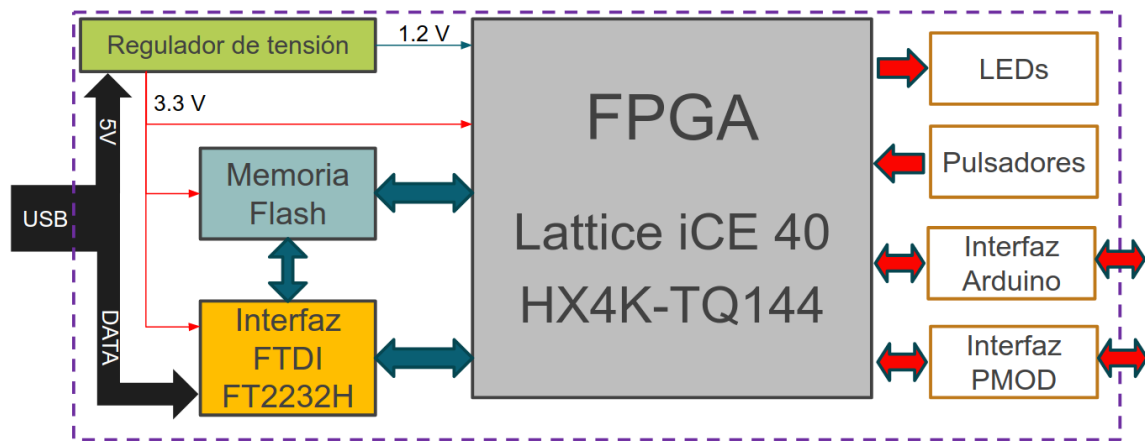 Regulador de tensión
1.2 V
3.3 V
5V
USB
DATA
Memoria
Flash
Interfaz
FTDI
FT2232H
FPGA
Lattice iCE 40
HX4K-TQ144
LEDs
Pulsadores
Interfaz
Arduino
Interfaz
PMOD